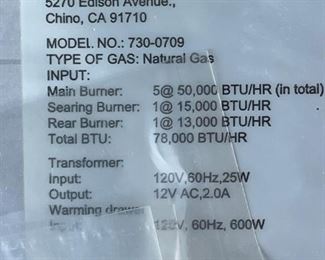 5270 Edison Avenue.,
Chino, CA 91710
MODEL NO.: 730-0709
TYPE OF GAS: Natural Gas
INPUT:
Main Burner: 5@ 50,000 BTU/HR (in total)
Searing Burner: 1@ 15,000 BTU/HR
Rear Burner: 1@ 13,000 BTU/HR
Total BTU: 78,000 BTU/HR
Transformer:
Input: 120V,60Hz,25W
Output: 12V AC,2.0A
Warming drawer
Input: 120V, 60Hz, 600W